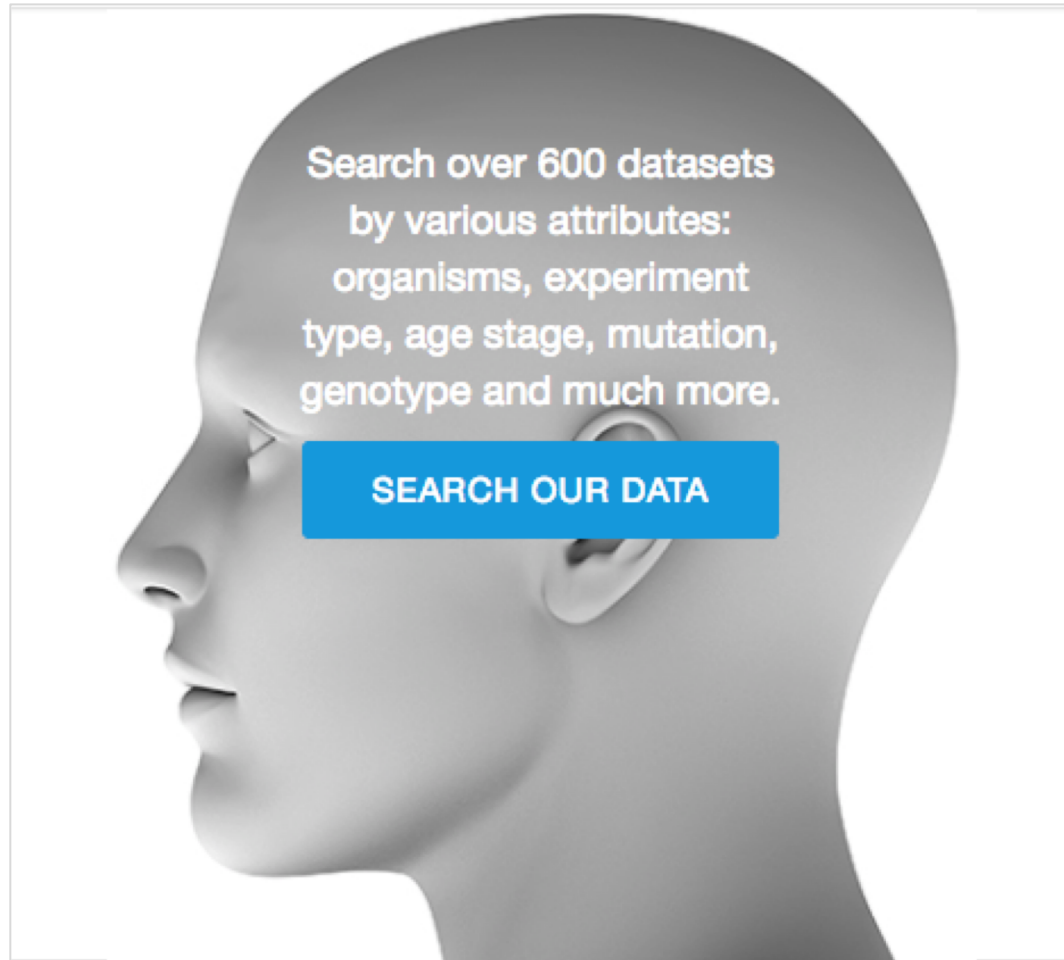 Search over 600 datasets
by various attributes:
organisms, experiment
type, age stage, mutation,
genotype and much more.
SEARCH OUR DATA